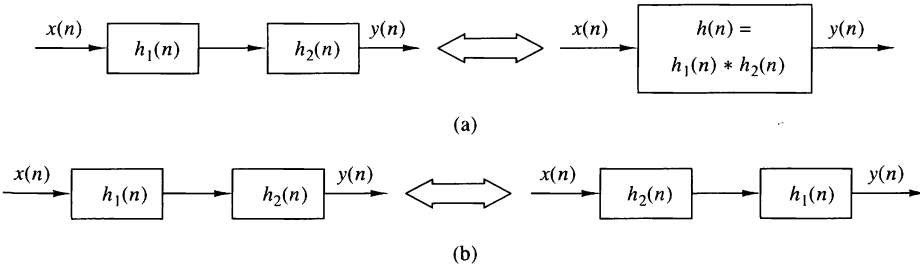 x(n) h₁(n) h₂(n) y(n) x(n) h(n) = h₁(n) * h₂(n) y(n)
(a)
x(n) h₁(n) h₂(n) y(n) x(n) h₂(n) h₁(n) y(n)
(b)